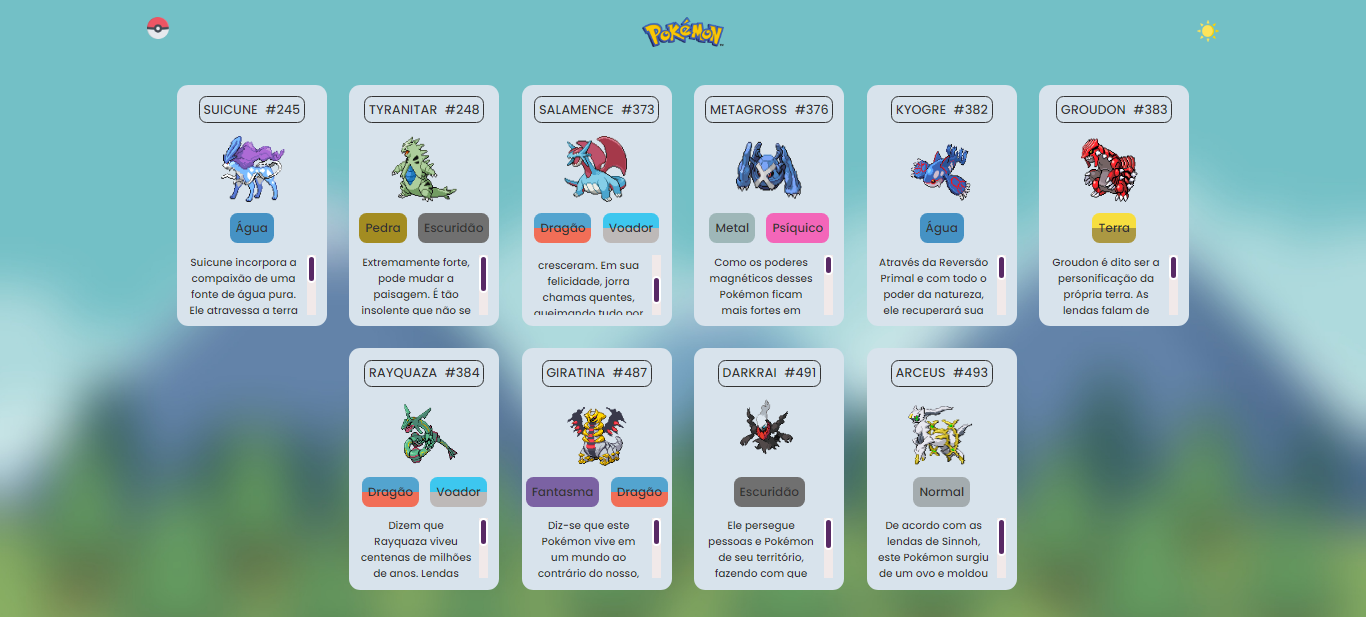 POKéMON
SUICUNE #245
Água
Suicune incorpora a
compaixão de uma
fonte de água pura.
Ele atravessa a terra
TYRANITAR #248
Pedra Escuridão
Extremamente forte,
pode mudar a
paisagem. É tão
insolente que não se
SALAMENCE #373
Dragão Voador
cresceram. Em sua
felicidade, jorra
chamas quentes,
queimando tudo por
METAGROSS #376
Metal Psíquico
Como os poderes
magnéticos desses
Pokémon ficam
mais fortes em
KYOGRE #382
Água
Através da Reversão
Primal e com todo o
poder da natureza,
ele recuperará sua
GROUDON #383
Terra
Groudon é dito ser a
personificação da
própria terra. As
lendas falam de
RAYQUAZA #384
Dragão Voador
Dizem que
Rayquaza viveu
centenas de milhões
de anos. Lendas
GIRATINA #487
Fantasma Dragão
Diz-se que este
Pokémon vive em
um mundo ao
contrário do nosso,
DARKRAI #491
Escuridão
Ele persegue
pessoas e Pokémon
de seu território,
fazendo com que
ARCEUS #493
Normal
De acordo com as
lendas de Sinnoh,
este Pokémon surgiu
de um ovo e moldou